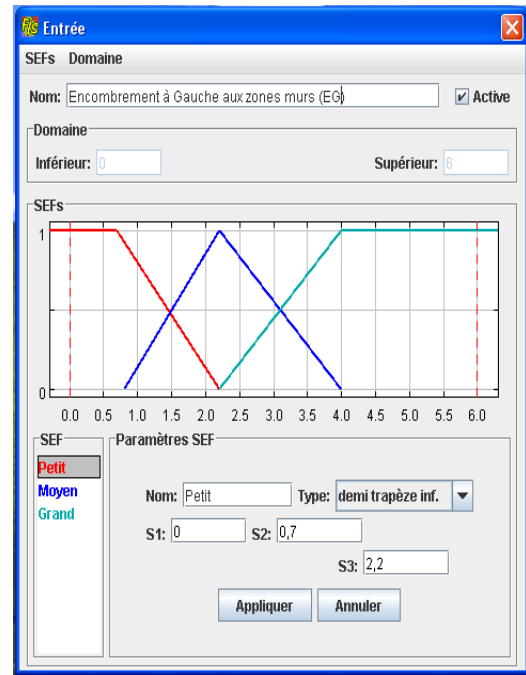 Entrée
SEFs Domaine
Nom: Encombrement à Gauche aux zones murs (EG) Active
Domaine
Inférieur: 0 Supérieur: 6
SEFs
1
0
0.0 0.5 1.0 1.5 2.0 2.5 3.0 3.5 4.0 4.5 5.0 5.5 6.0
SEF Paramètres SEF
Petit
Moyen
Grand
Nom: Petit Type: demi trapèze inf.
S1: 0 S2: 0,7
S3: 2,2
Appliquer Annuler